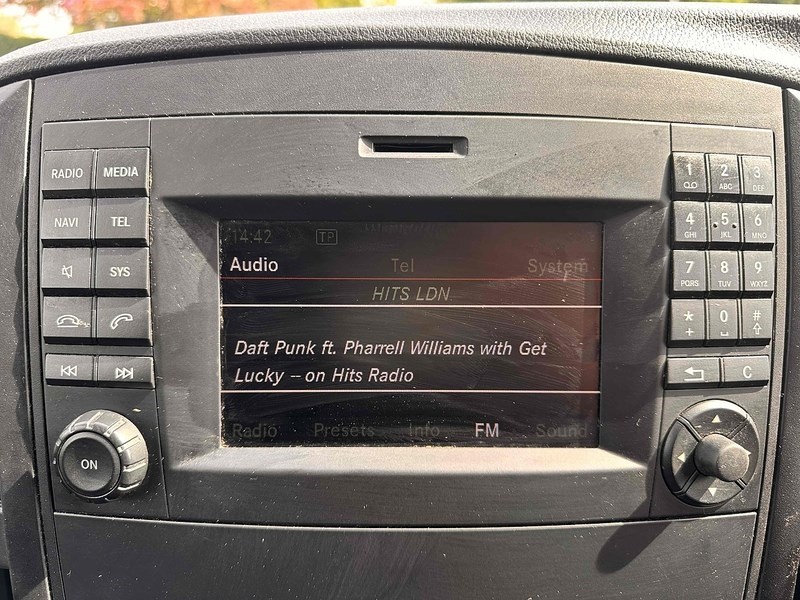 RADIO MEDIA
NAVI TEL
SYS
ON
14:42 TP
Audio Tel System
HITS LDN
Daft Punk ft. Pharrell Williams with Get
Lucky – on Hits Radio
Radio Presets Info FM Sound
1 2 ABC 3 DEF
4 GHI 5 JKL 6 MNO
7 PQRS 8 TUV 9 WXYZ
* + 0 #
C